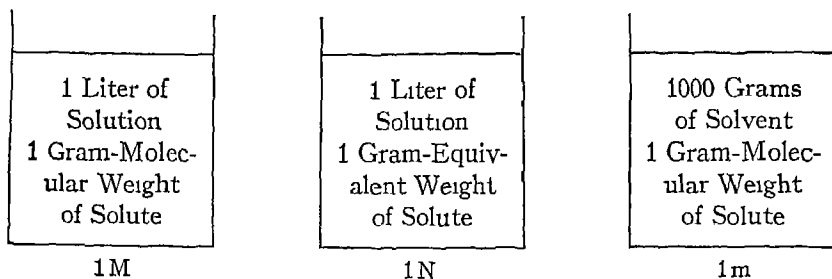 1 Liter of
Solution
1 Gram-Molec-
ular Weight
of Solute
1M
1 Liter of
Solution
1 Gram-Equiv-
alent Weight
of Solute
1N
1000 Grams
of Solvent
1 Gram-Molec-
ular Weight
of Solute
1m